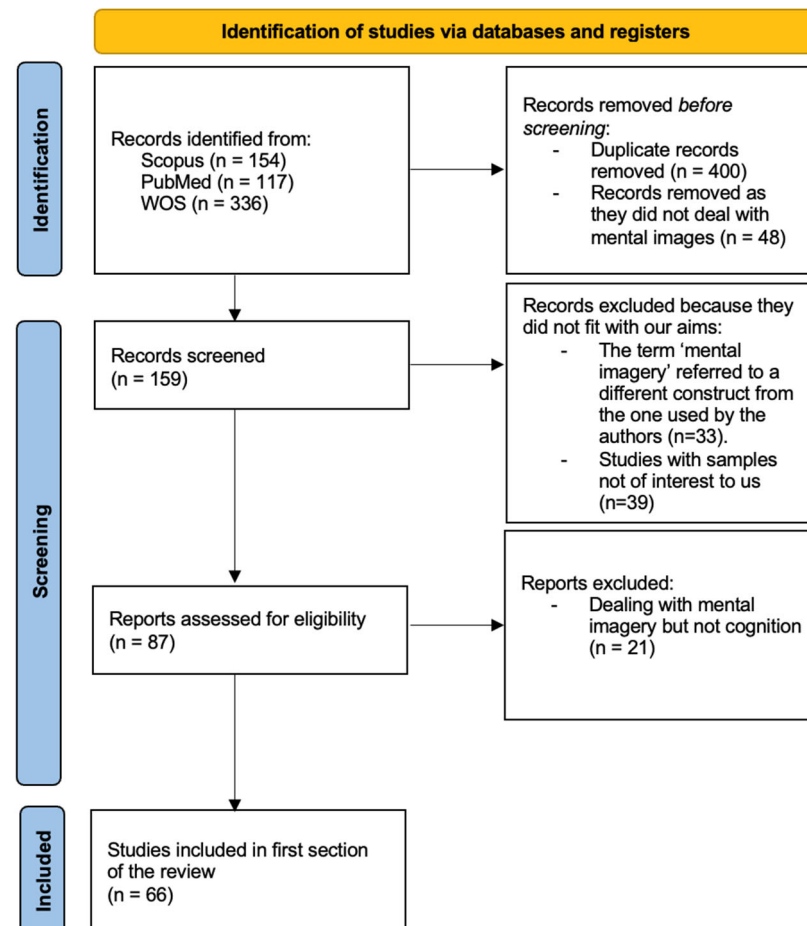 Identification of studies via databases and registers
Identification
Records identified from:
Scopus (n = 154)
PubMed (n = 117)
WOS (n = 336)
Records removed before
screening:
- Duplicate records
removed (n = 400)
- Records removed as
they did not deal with
mental images (n = 48)
Screening
Records screened
(n = 159)
Records excluded because they
did not fit with our aims:
- The term ‘mental
imagery’ referred to a
different construct from
the one used by the
authors (n=33).
- Studies with samples
not of interest to us
(n=39)
Reports assessed for eligibility
(n = 87)
Reports excluded:
- Dealing with mental
imagery but not cognition
(n = 21)
Included
Studies included in first section
of the review
(n = 66)